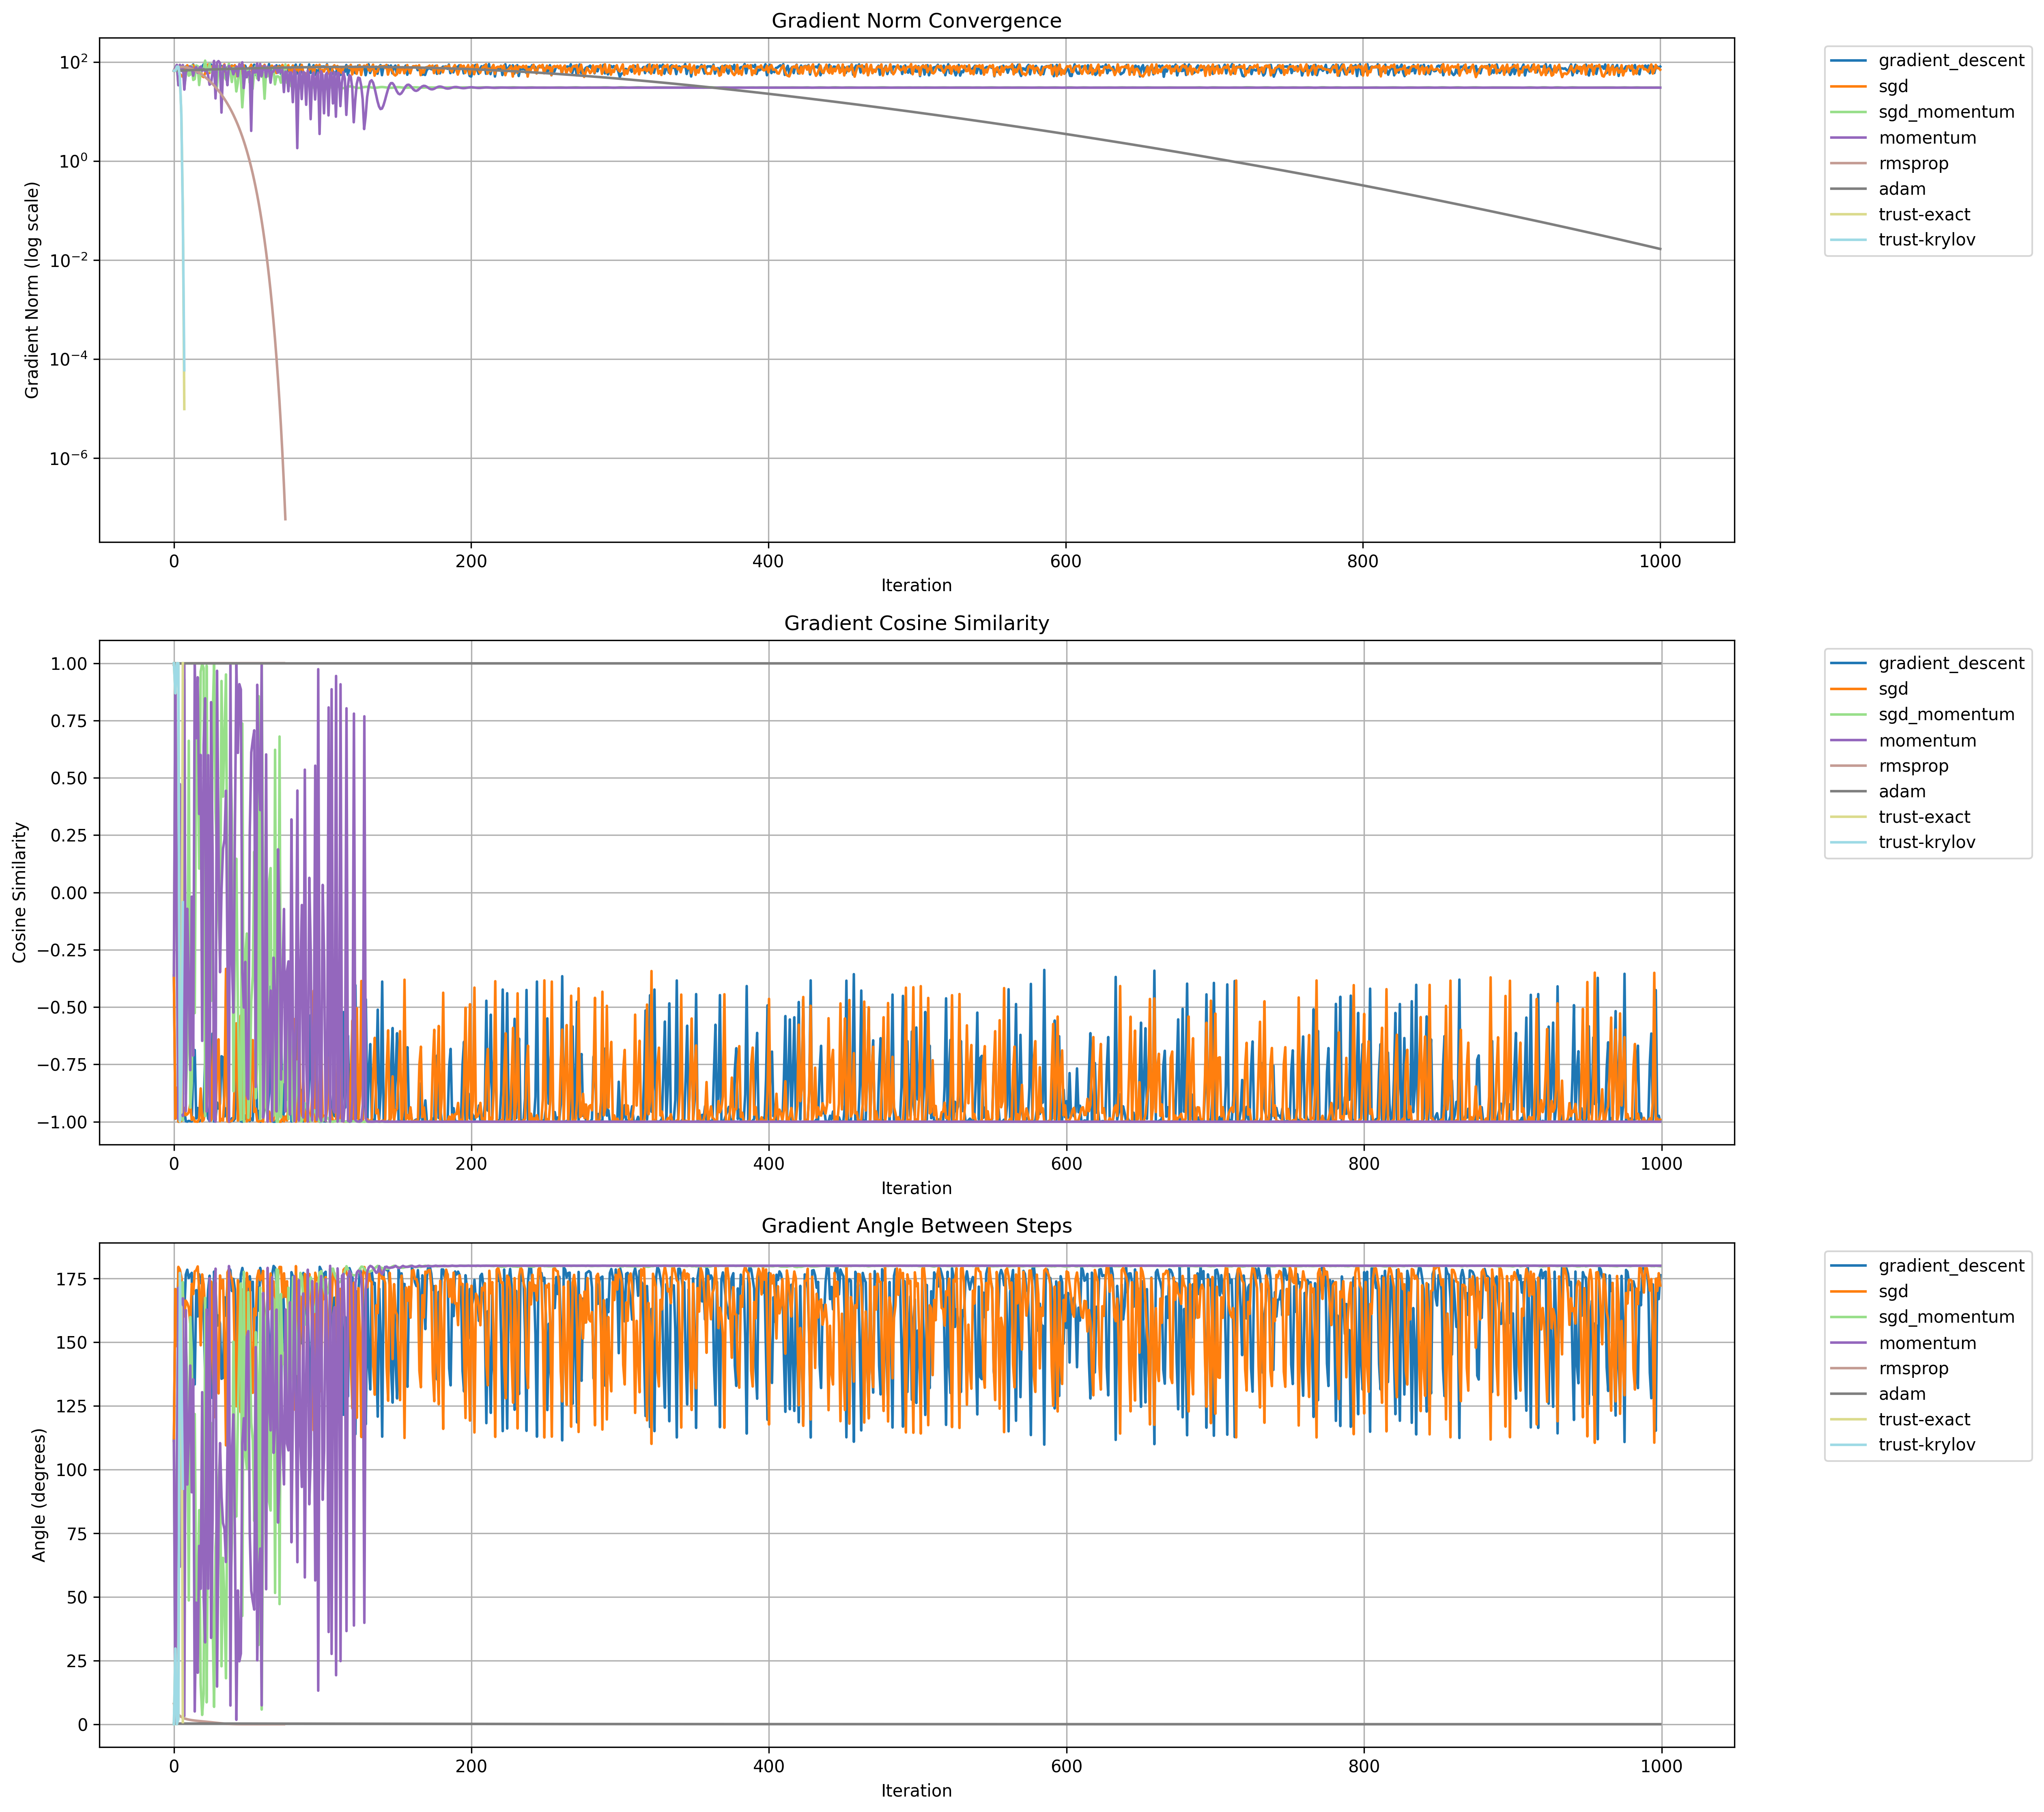 Gradient Norm Convergence
Gradient Norm (log scale)
10²
10⁰
10⁻²
10⁻⁴
10⁻⁶
0 200 400 600 800 1000
Iteration
gradient_descent
sgd
sgd_momentum
momentum
rmsprop
adam
trust-exact
trust-krylov
Gradient Cosine Similarity
Cosine Similarity
1.00
0.75
0.50
0.25
0.00
−0.25
−0.50
−0.75
−1.00
0 200 400 600 800 1000
Iteration
gradient_descent
sgd
sgd_momentum
momentum
rmsprop
adam
trust-exact
trust-krylov
Gradient Angle Between Steps
Angle (degrees)
175
150
125
100
75
50
25
0
0 200 400 600 800 1000
Iteration
gradient_descent
sgd
sgd_momentum
momentum
rmsprop
adam
trust-exact
trust-krylov